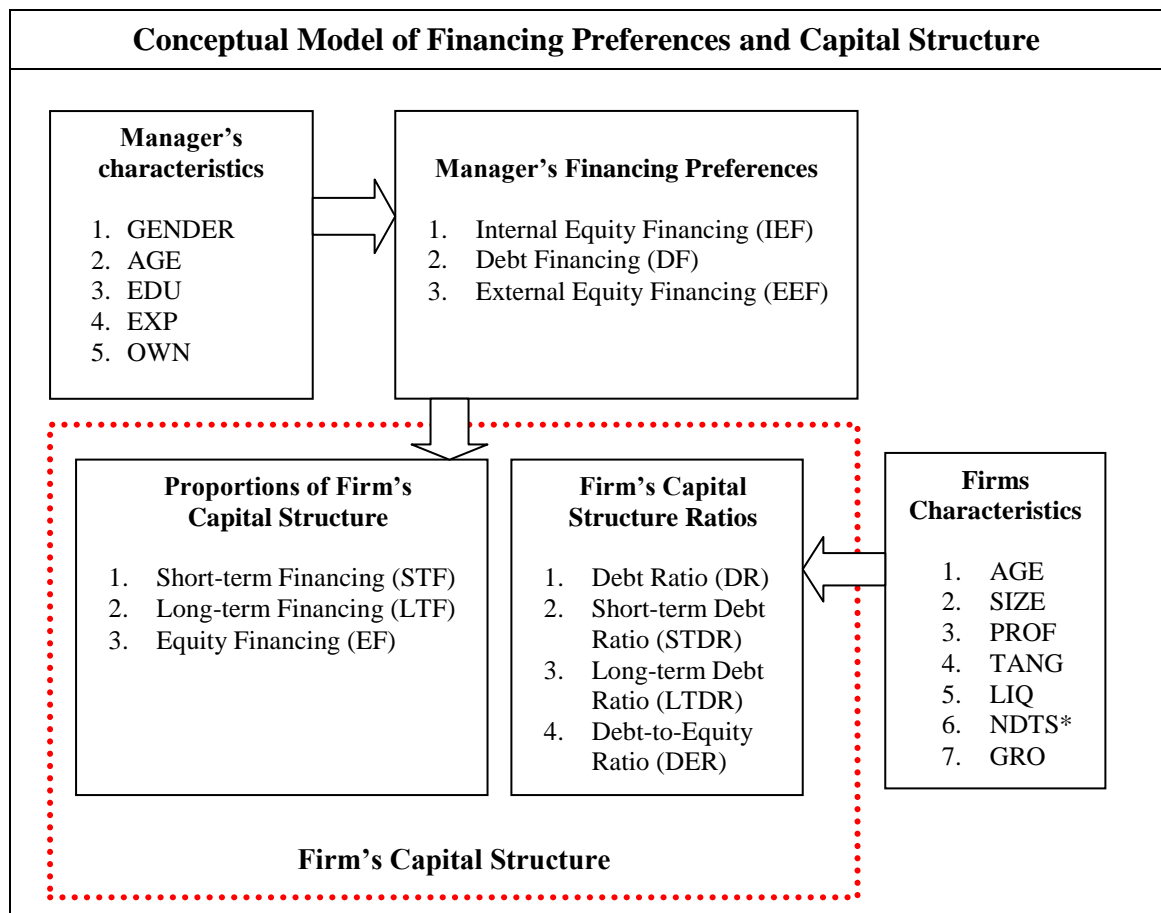 Conceptual Model of Financing Preferences and Capital Structure
Manager’s
characteristics
1. GENDER
2. AGE
3. EDU
4. EXP
5. OWN
Manager’s Financing Preferences
1. Internal Equity Financing (IEF)
2. Debt Financing (DF)
3. External Equity Financing (EEF)
Proportions of Firm’s
Capital Structure
1. Short-term Financing (STF)
2. Long-term Financing (LTF)
3. Equity Financing (EF)
Firm’s Capital
Structure Ratios
1. Debt Ratio (DR)
2. Short-term Debt
Ratio (STDR)
3. Long-term Debt
Ratio (LTDR)
4. Debt-to-Equity
Ratio (DER)
Firms
Characteristics
1. AGE
2. SIZE
3. PROF
4. TANG
5. LIQ
6. NDTS*
7. GRO
Firm’s Capital Structure